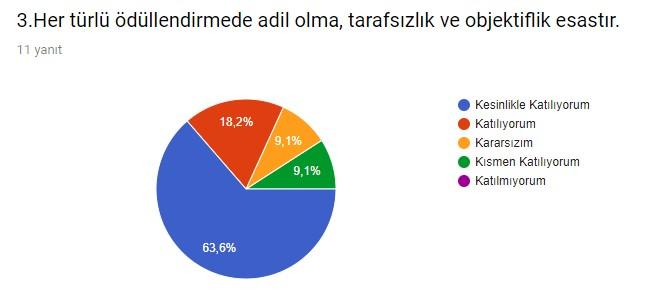 3.Her türlü ödüllendirmede adil olma, tarafsızlık ve objektiflik esastır.
11 yanıt
Kesinlikle Katılıyorum
Katılıyorum
Kararsızım
Kısmen Katılıyorum
Katılmıyorum
18,2%
9,1%
9,1%
63,6%